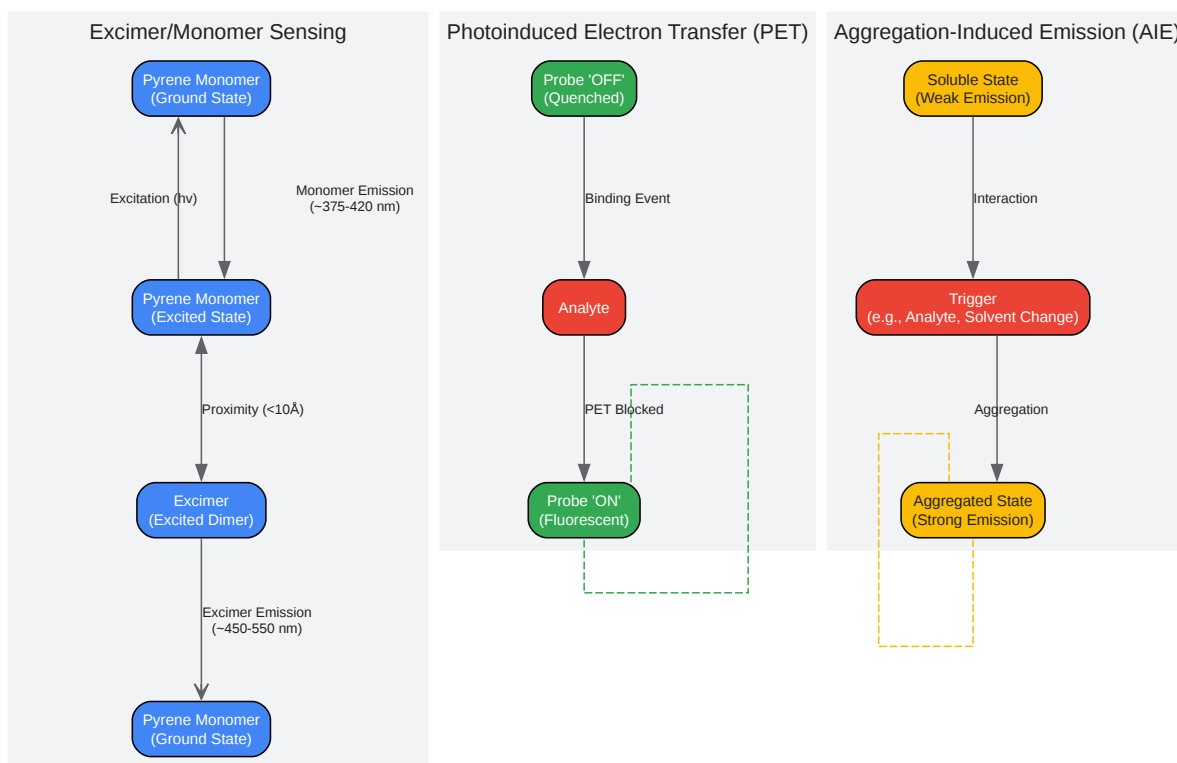 Excimer/Monomer Sensing
Pyrene Monomer
(Ground State)
Excitation (hv)
Monomer Emission
(~375-420 nm)
Pyrene Monomer
(Excited State)
Proximity (<10Å)
Excimer
(Excited Dimer)
Excimer Emission
(~450-550 nm)
Pyrene Monomer
(Ground State)
Photoinduced Electron Transfer (PET)
Probe 'OFF'
(Quenched)
Binding Event
Analyte
PET Blocked
Probe 'ON'
(Fluorescent)
Aggregation-Induced Emission (AIE)
Soluble State
(Weak Emission)
Interaction
Trigger
(e.g., Analyte, Solvent Change)
Aggregation
Aggregated State
(Strong Emission)